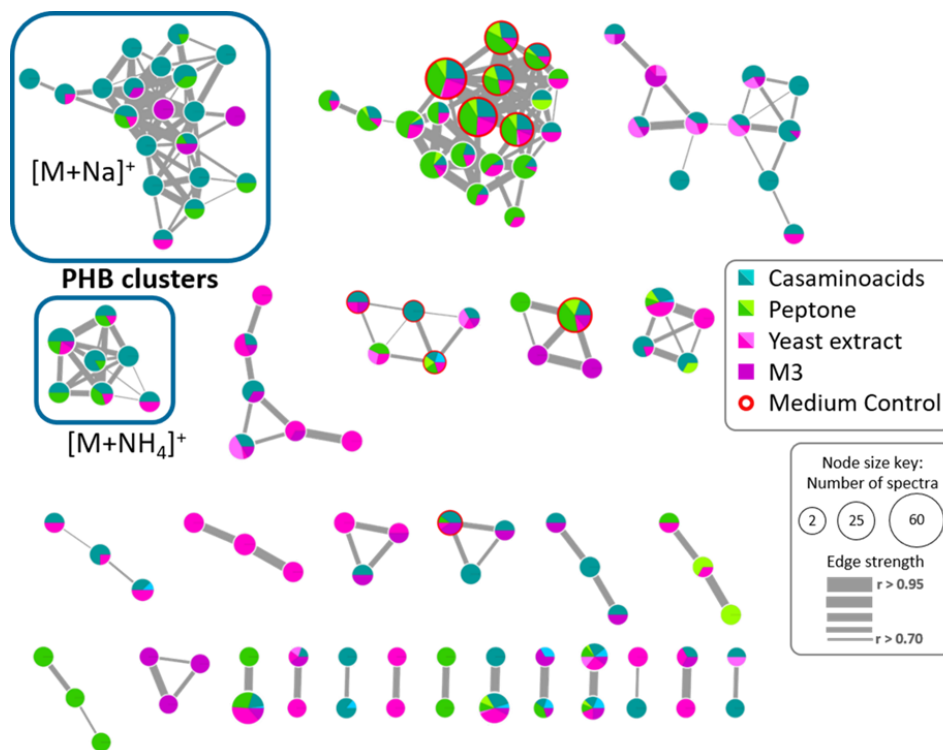 [M+Na]⁺
PHB clusters
[M+NH₄]⁺
Casaminoacids
Peptone
Yeast extract
M3
Medium Control
Node size key:
Number of spectra
2 25 60
Edge strength
r > 0.95
r > 0.70